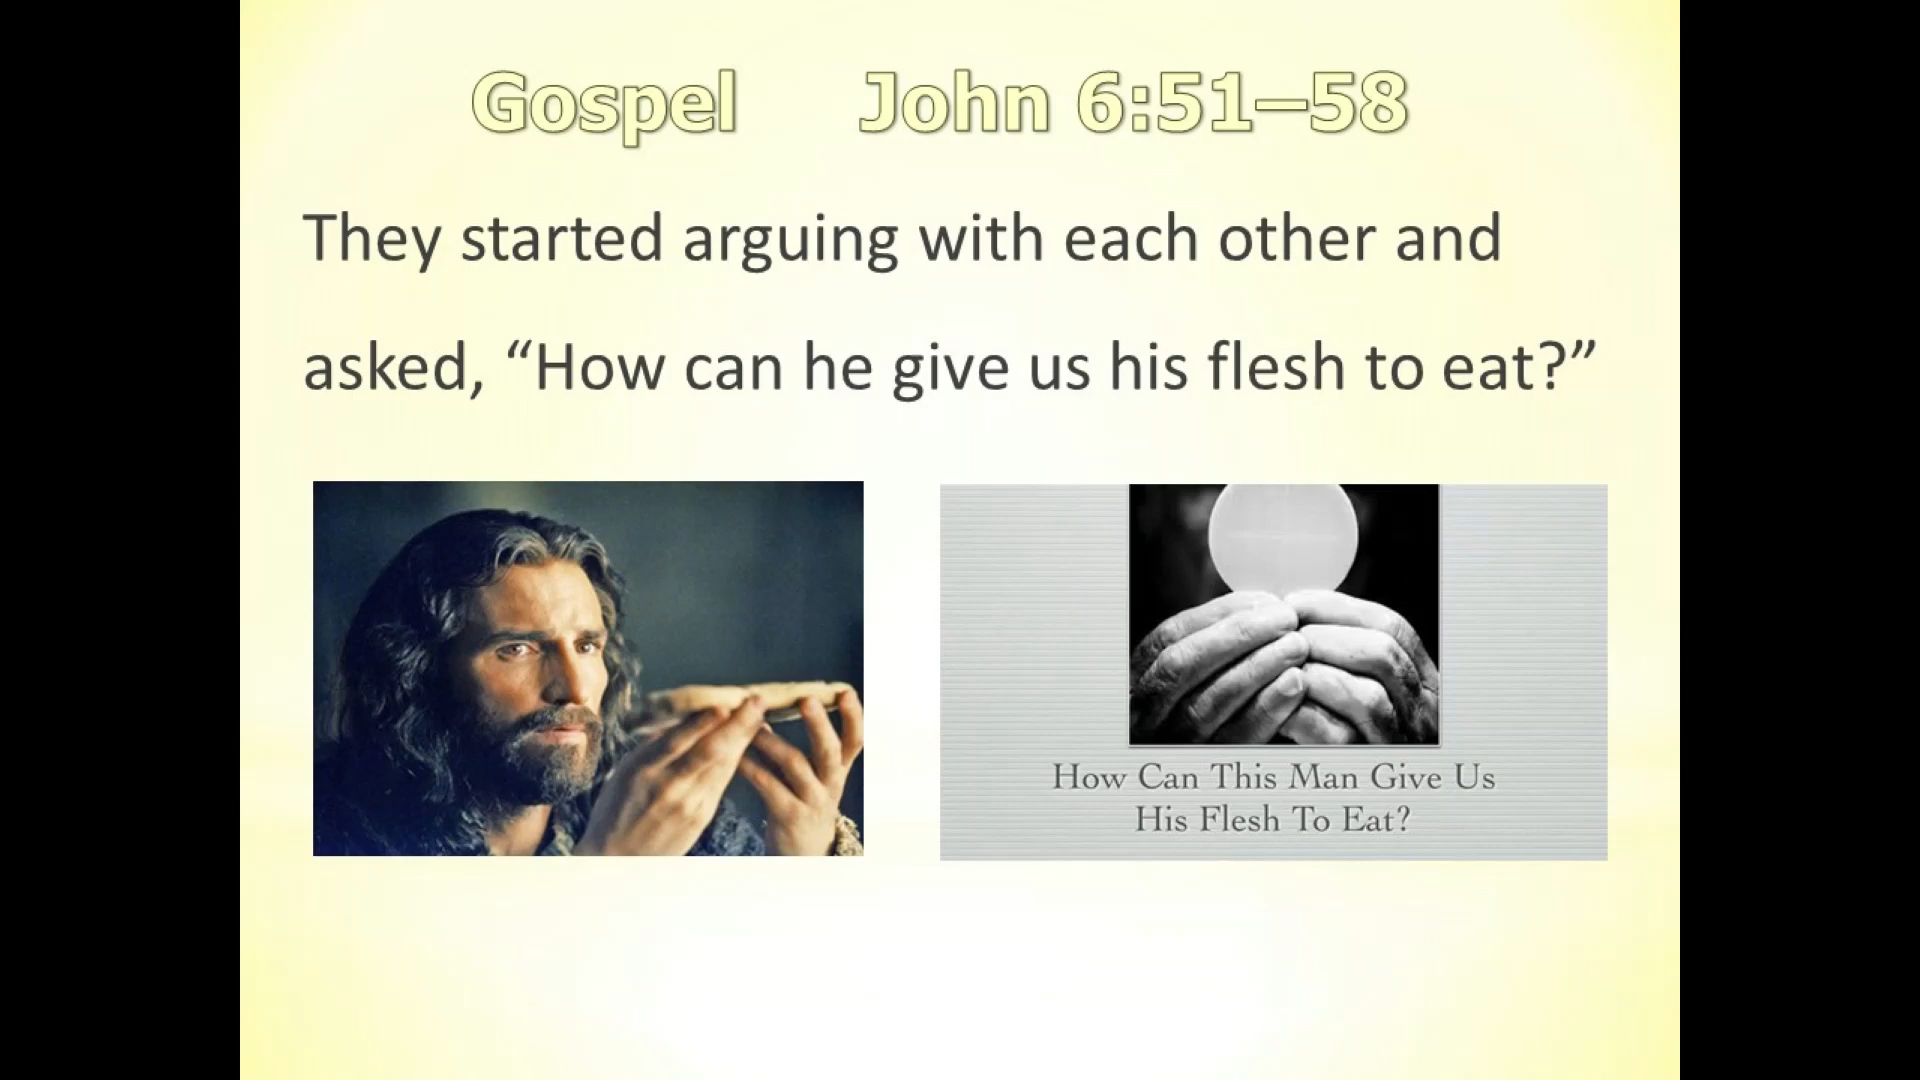 Gospel John 6:51–58
They started arguing with each other and
asked, “How can he give us his flesh to eat?”
How Can This Man Give Us
His Flesh To Eat?